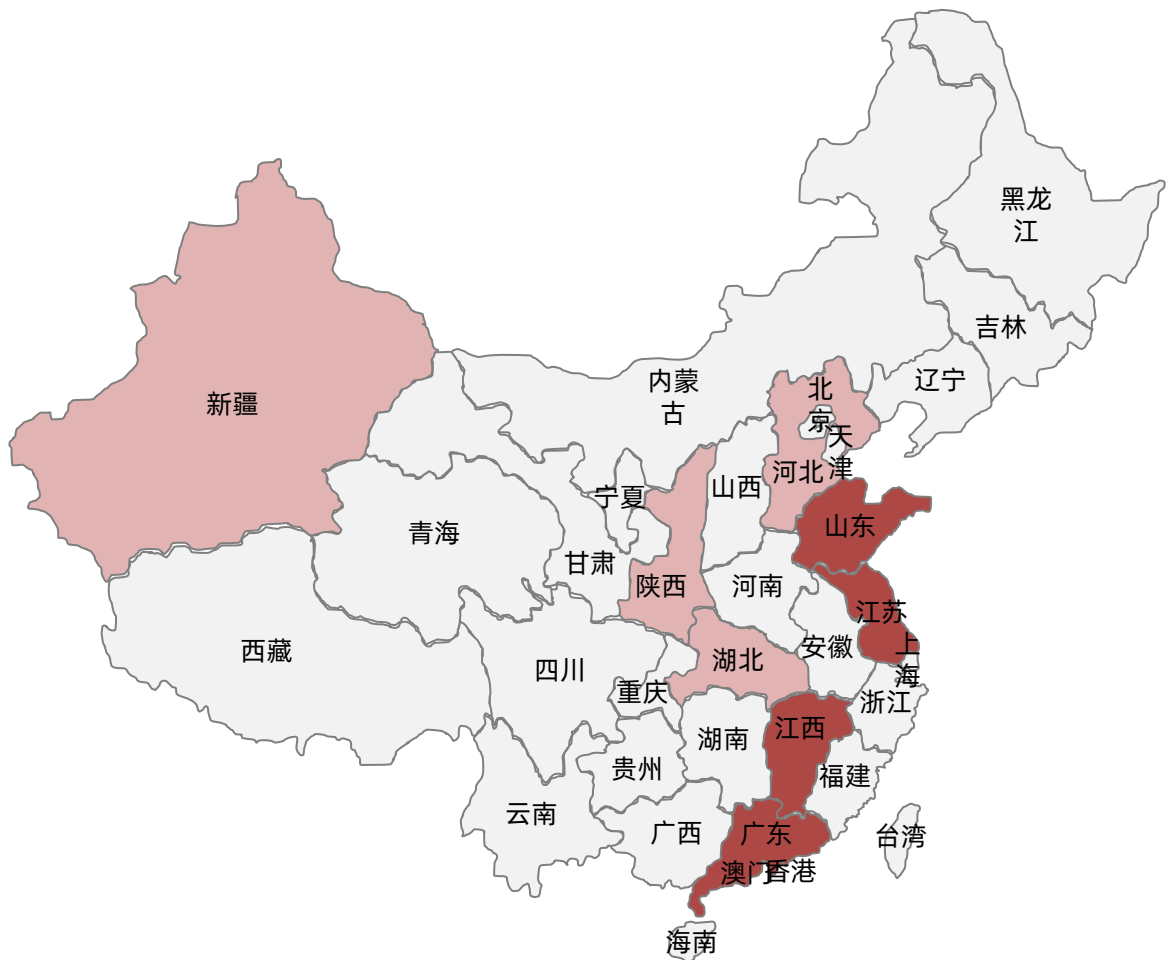 黑龙
江
吉林
辽宁
内蒙
古
北
京
天
津
新疆
河北
山西
宁夏
山东
青海
甘肃
陕西
河南
江苏
上
海
西藏
四川
湖北
安徽
重庆
浙江
湖南
江西
贵州
福建
云南
广西
广东
台湾
澳门
香港
海南